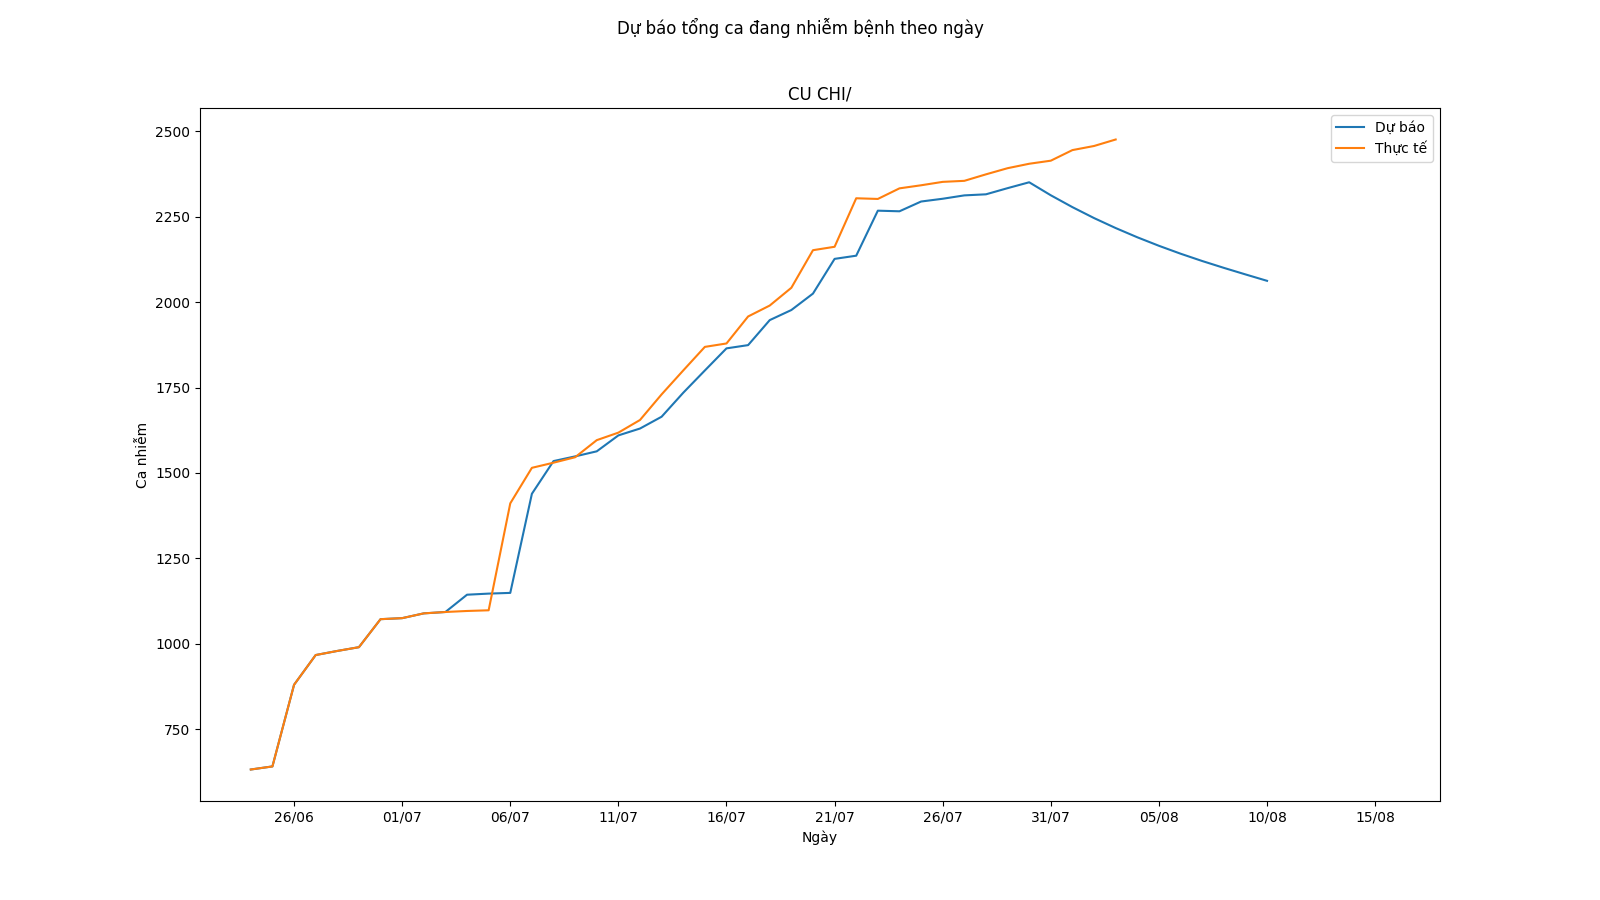 Dự báo tổng ca đang nhiễm bệnh theo ngày
CU CHI/
Dự báo
Thực tế
Ca nhiễm
2500
2250
2000
1750
1500
1250
1000
750
26/06 01/07 06/07 11/07 16/07 21/07 26/07 31/07 05/08 10/08 15/08
Ngày